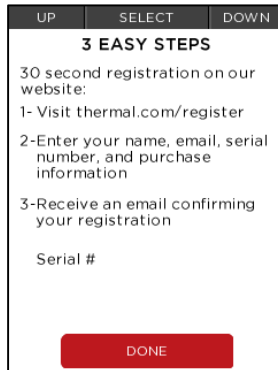 UP SELECT DOWN
3 EASY STEPS
30 second registration on our
website:
1- Visit thermal.com/register
2-Enter your name, email, serial
number, and purchase
information
3-Receive an email confirming
your registration
Serial #
DONE